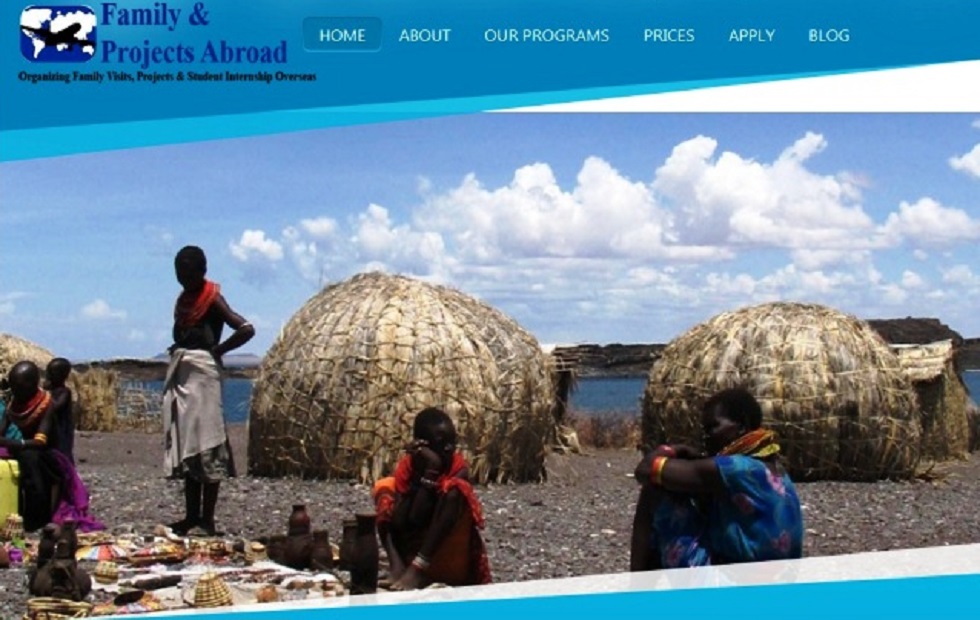 Family &
Projects Abroad
Organizing Family Visits, Projects & Student Internship Overseas
HOME ABOUT OUR PROGRAMS PRICES APPLY BLOG